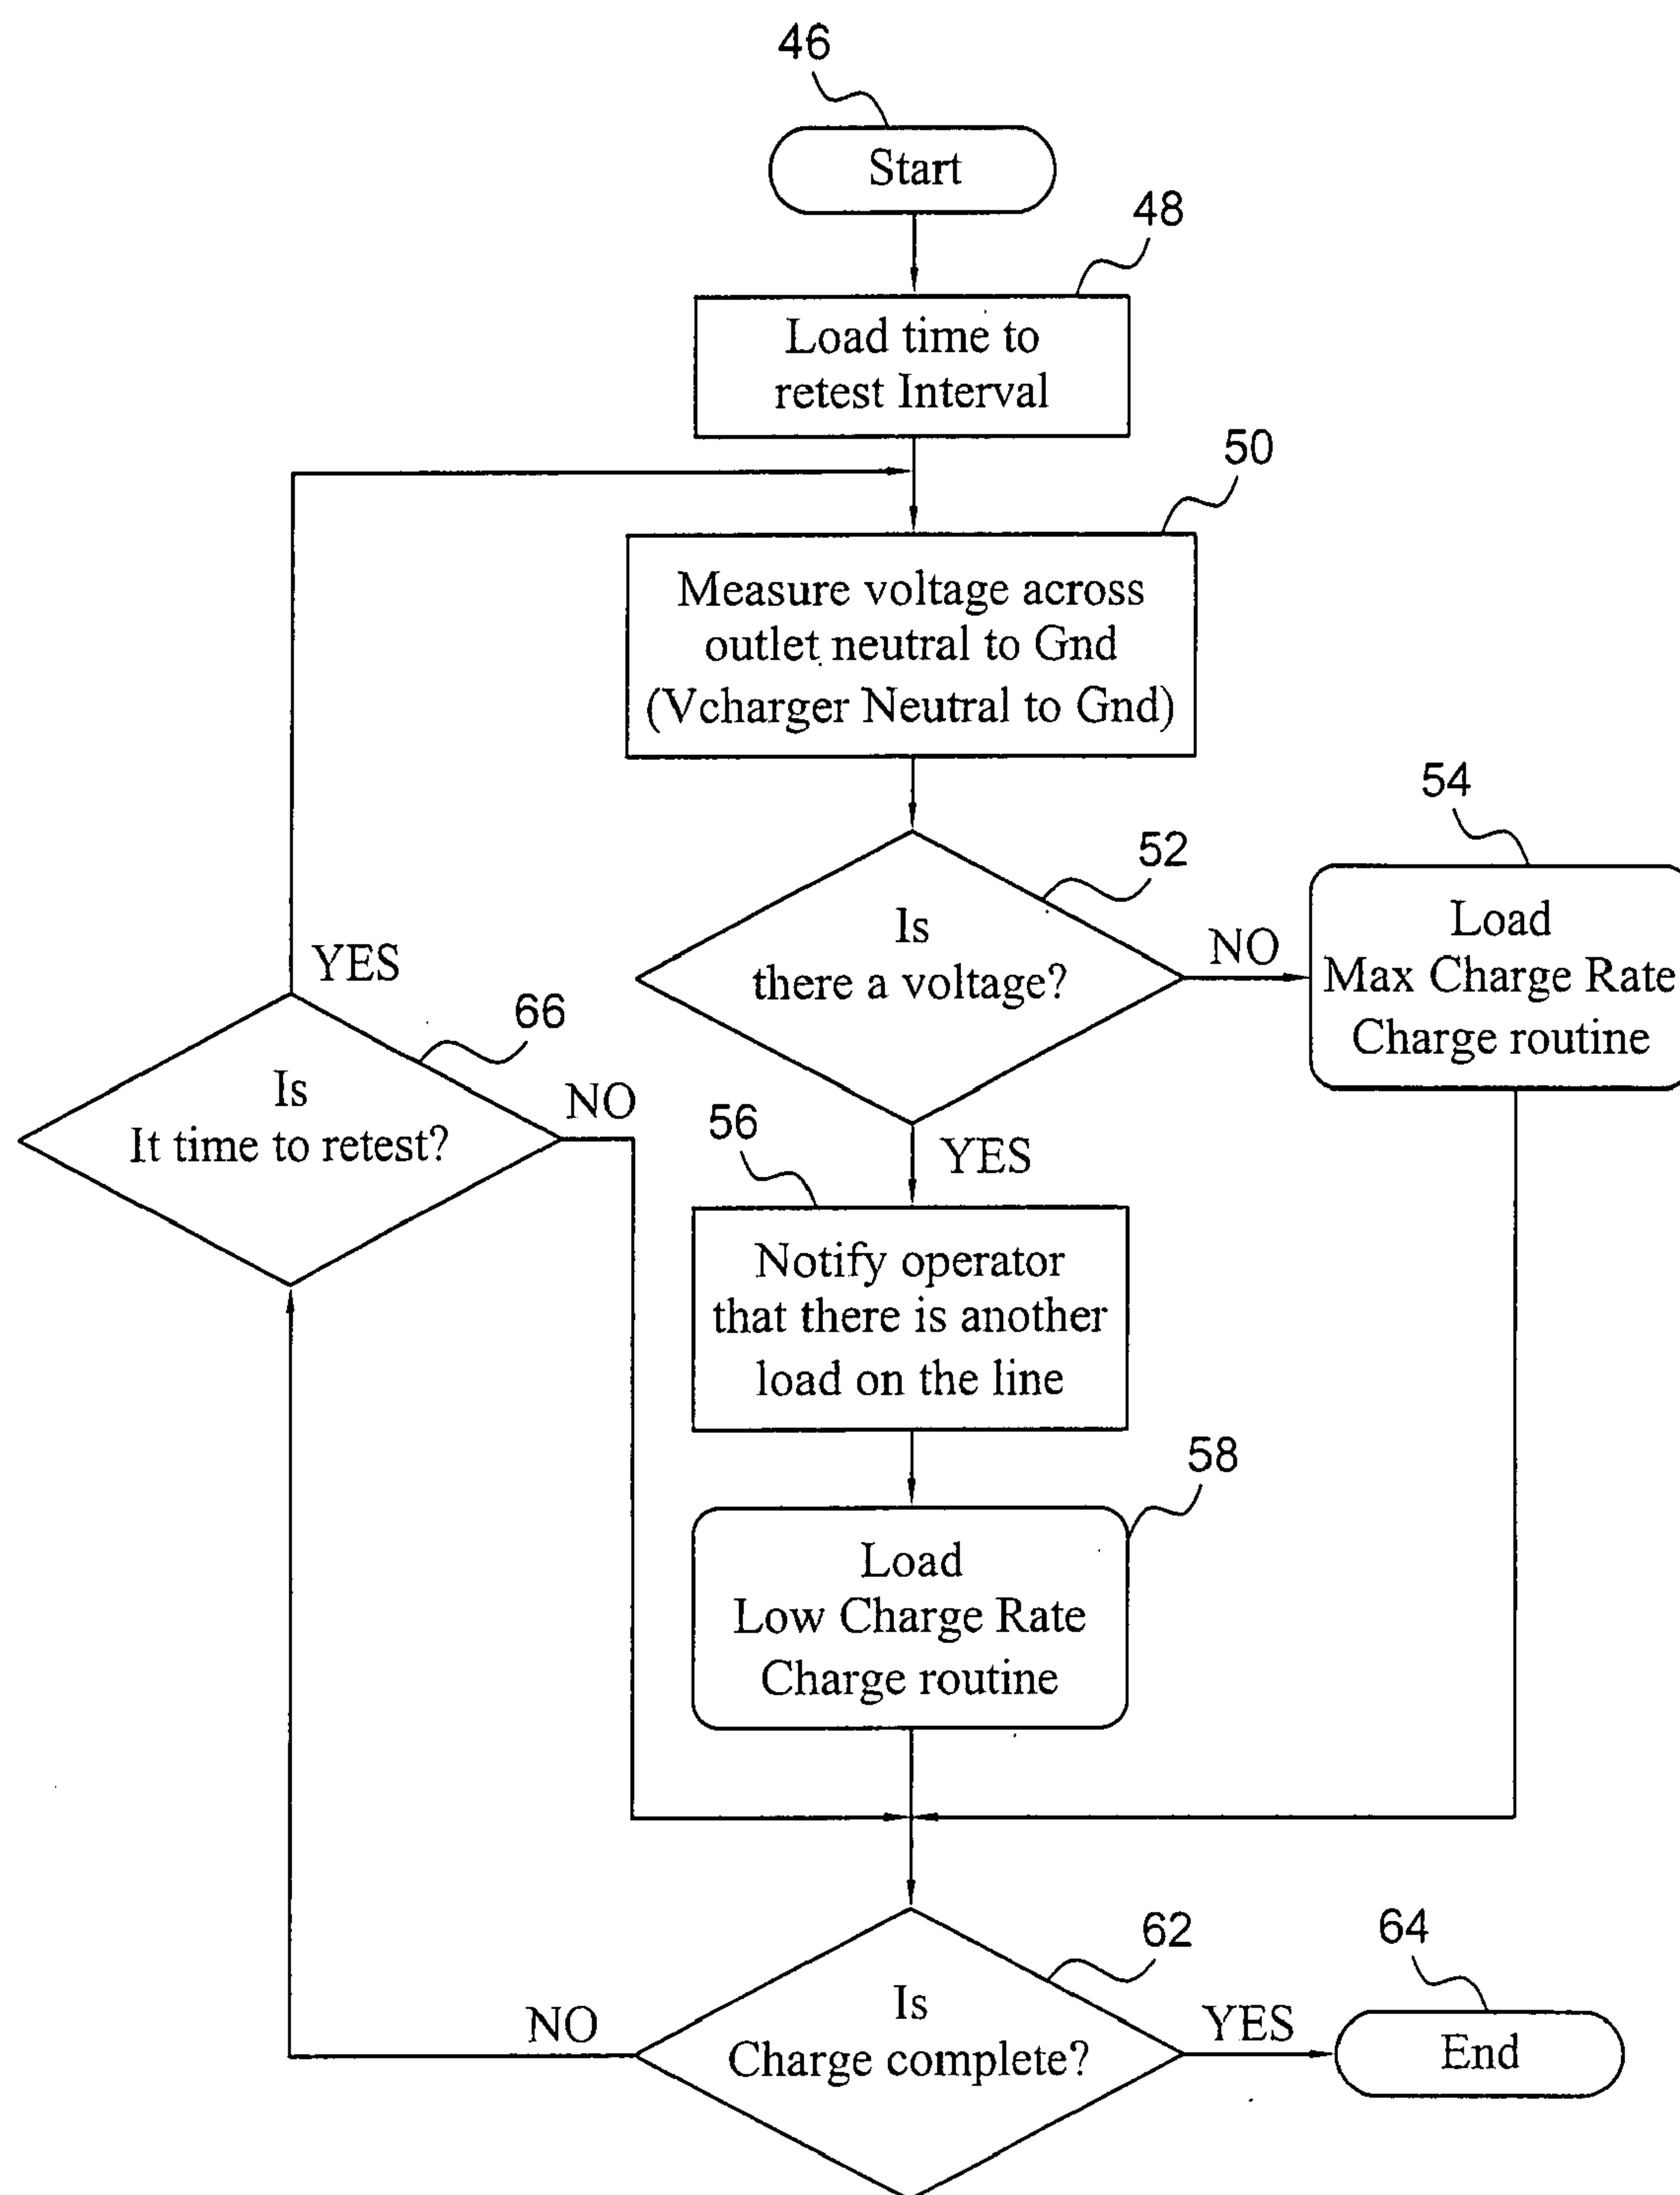 46
Start
48
Load time to
retest Interval
50
Measure voltage across
outlet neutral to Gnd
(Vcharger Neutral to Gnd)
52
Is
there a voltage?
NO
54
Load
Max Charge Rate
Charge routine
YES
66
Is
It time to retest?
NO
YES
56
Notify operator
that there is another
load on the line
58
Load
Low Charge Rate
Charge routine
62
Is
Charge complete?
NO
YES
64
End